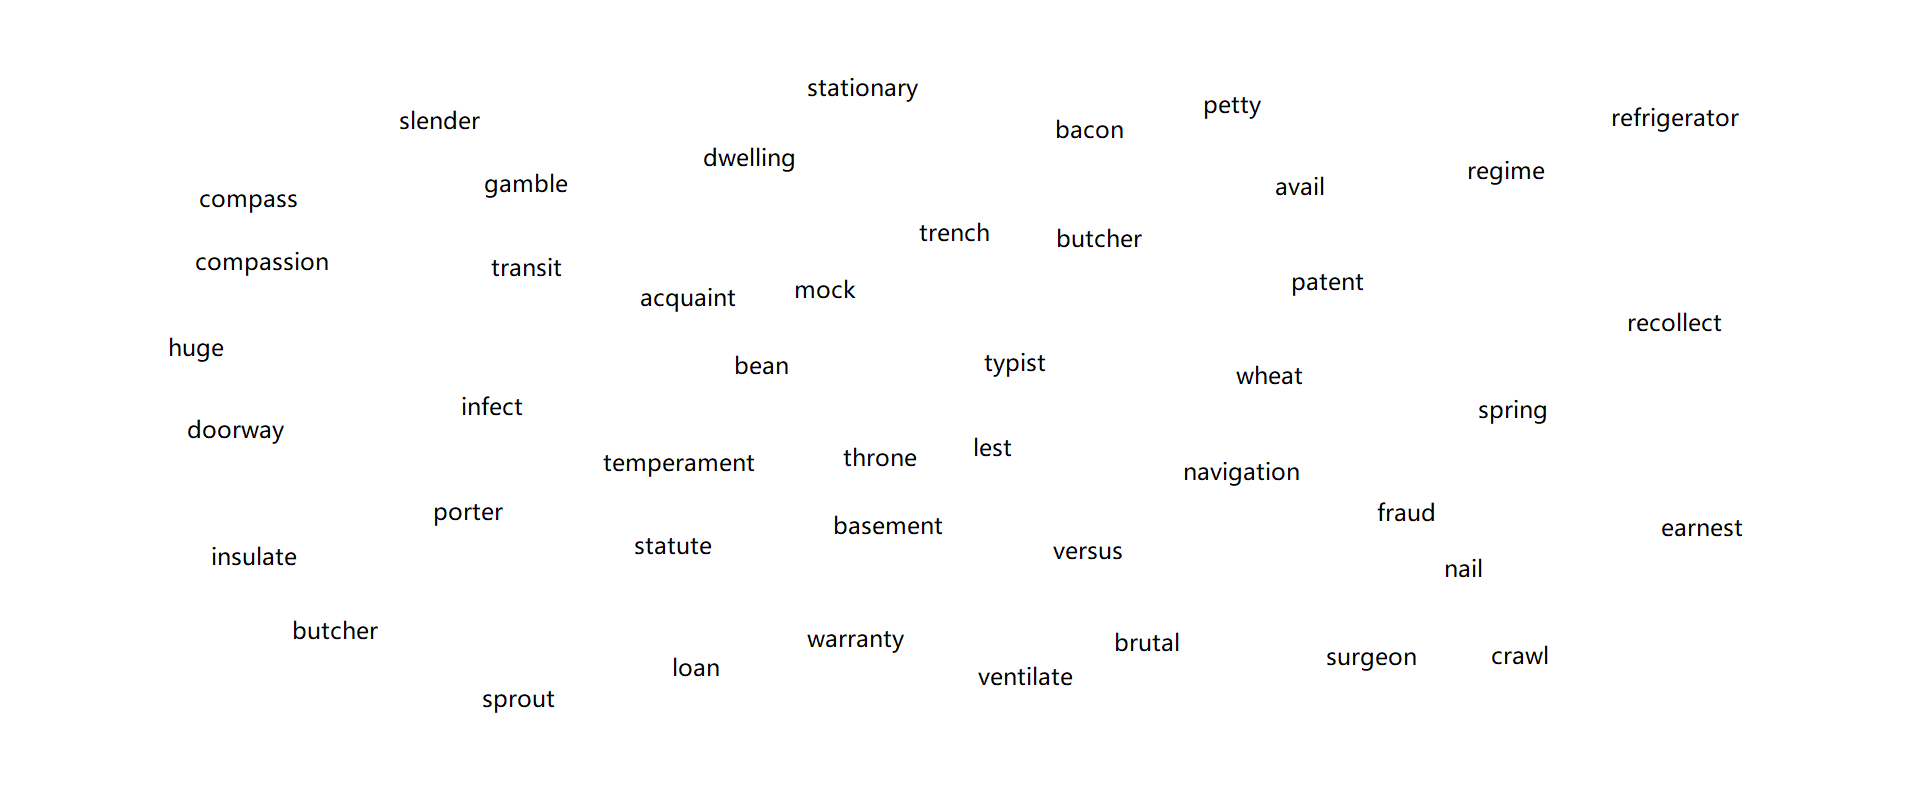 stationary
petty
refrigerator
slender
bacon
dwelling
regime
gamble
avail
compass
trench
butcher
compassion
transit
patent
mock
acquaint
recollect
huge
typist
bean
wheat
infect
spring
doorway
lest
throne
temperament
navigation
porter
fraud
basement
earnest
statute
versus
insulate
nail
butcher
warranty
brutal
crawl
surgeon
loan
ventilate
sprout